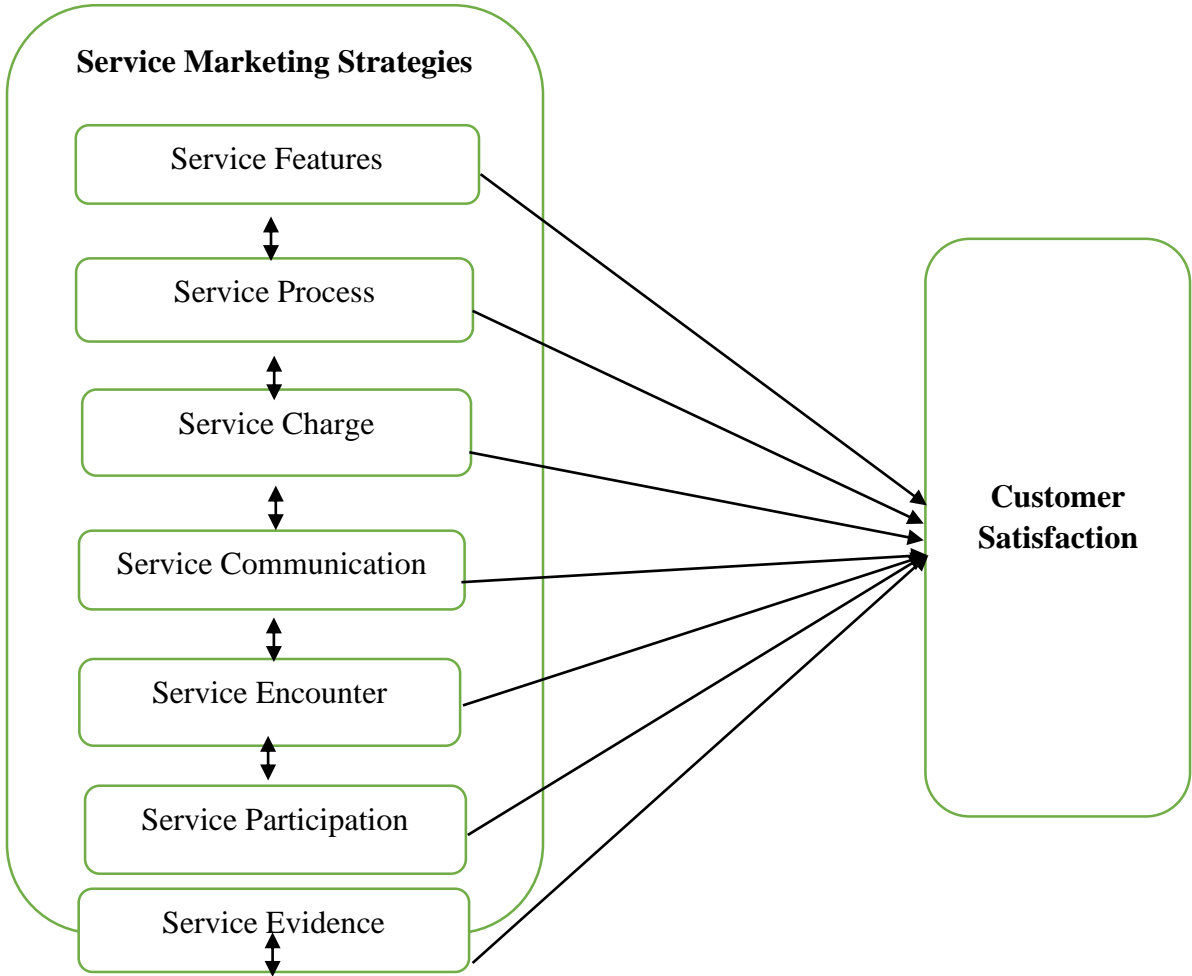 Service Marketing Strategies
Service Features
Service Process
Service Charge
Service Communication
Service Encounter
Service Participation
Service Evidence
Customer
Satisfaction